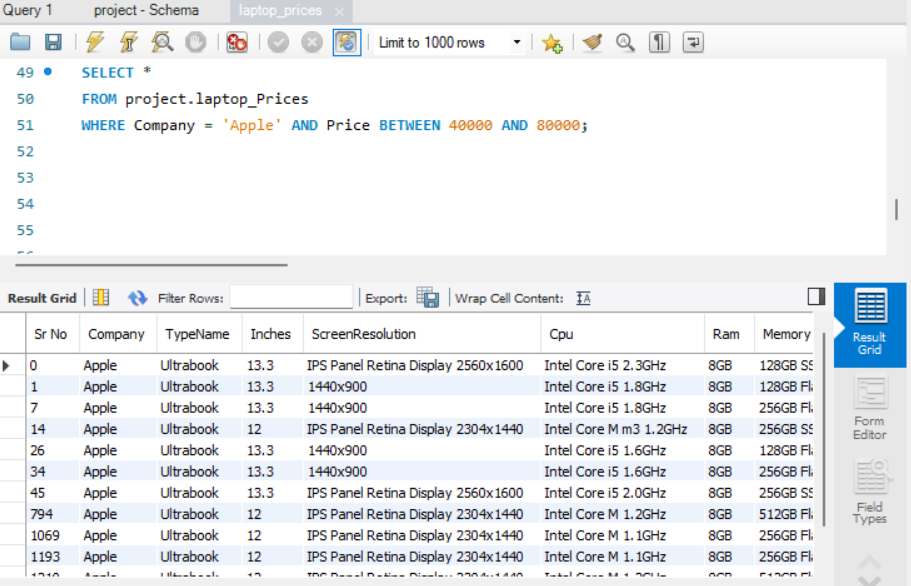 Query 1 project - Schema laptop_prices
Limit to 1000 rows
49 SELECT *
50 FROM project.laptop_Prices
51 WHERE Company = 'Apple' AND Price BETWEEN 40000 AND 80000;
52
53
54
55
Result Grid Filter Rows: Export: Wrap Cell Content:
Sr No Company TypeName Inches ScreenResolution Cpu Ram Memory
0 Apple Ultrabook 13.3 IPS Panel Retina Display 2560x1600 Intel Core i5 2.3GHz 8GB 128GB SS
1 Apple Ultrabook 13.3 1440x900 Intel Core i5 1.8GHz 8GB 128GB Fl
7 Apple Ultrabook 13.3 1440x900 Intel Core i5 1.8GHz 8GB 256GB Fl
14 Apple Ultrabook 12 IPS Panel Retina Display 2304x1440 Intel Core M m3 1.2GHz 8GB 256GB SS
26 Apple Ultrabook 13.3 1440x900 Intel Core i5 1.6GHz 8GB 128GB Fl
34 Apple Ultrabook 13.3 1440x900 Intel Core i5 1.6GHz 8GB 256GB Fl
45 Apple Ultrabook 13.3 IPS Panel Retina Display 2560x1600 Intel Core i5 2.0GHz 8GB 256GB SS
794 Apple Ultrabook 12 IPS Panel Retina Display 2304x1440 Intel Core M 1.2GHz 8GB 512GB Fl
1069 Apple Ultrabook 12 IPS Panel Retina Display 2304x1440 Intel Core M 1.1GHz 8GB 256GB Fl
1193 Apple Ultrabook 12 IPS Panel Retina Display 2304x1440 Intel Core M 1.1GHz 8GB 256GB Fl
Result
Grid
Form
Editor
Field
Types